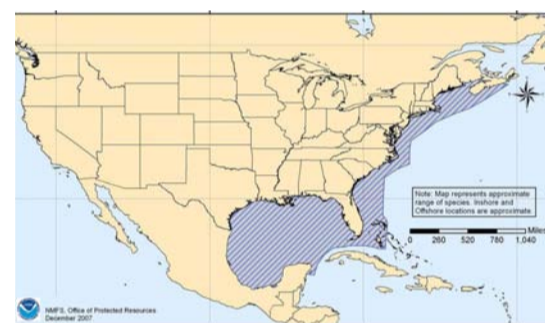 Note: Map represents approximate
range of species. Inshore and
Offshore locations are approximate.
Miles
0 260 520 780 1,040
NMFS, Office of Protected Resources
December 2007